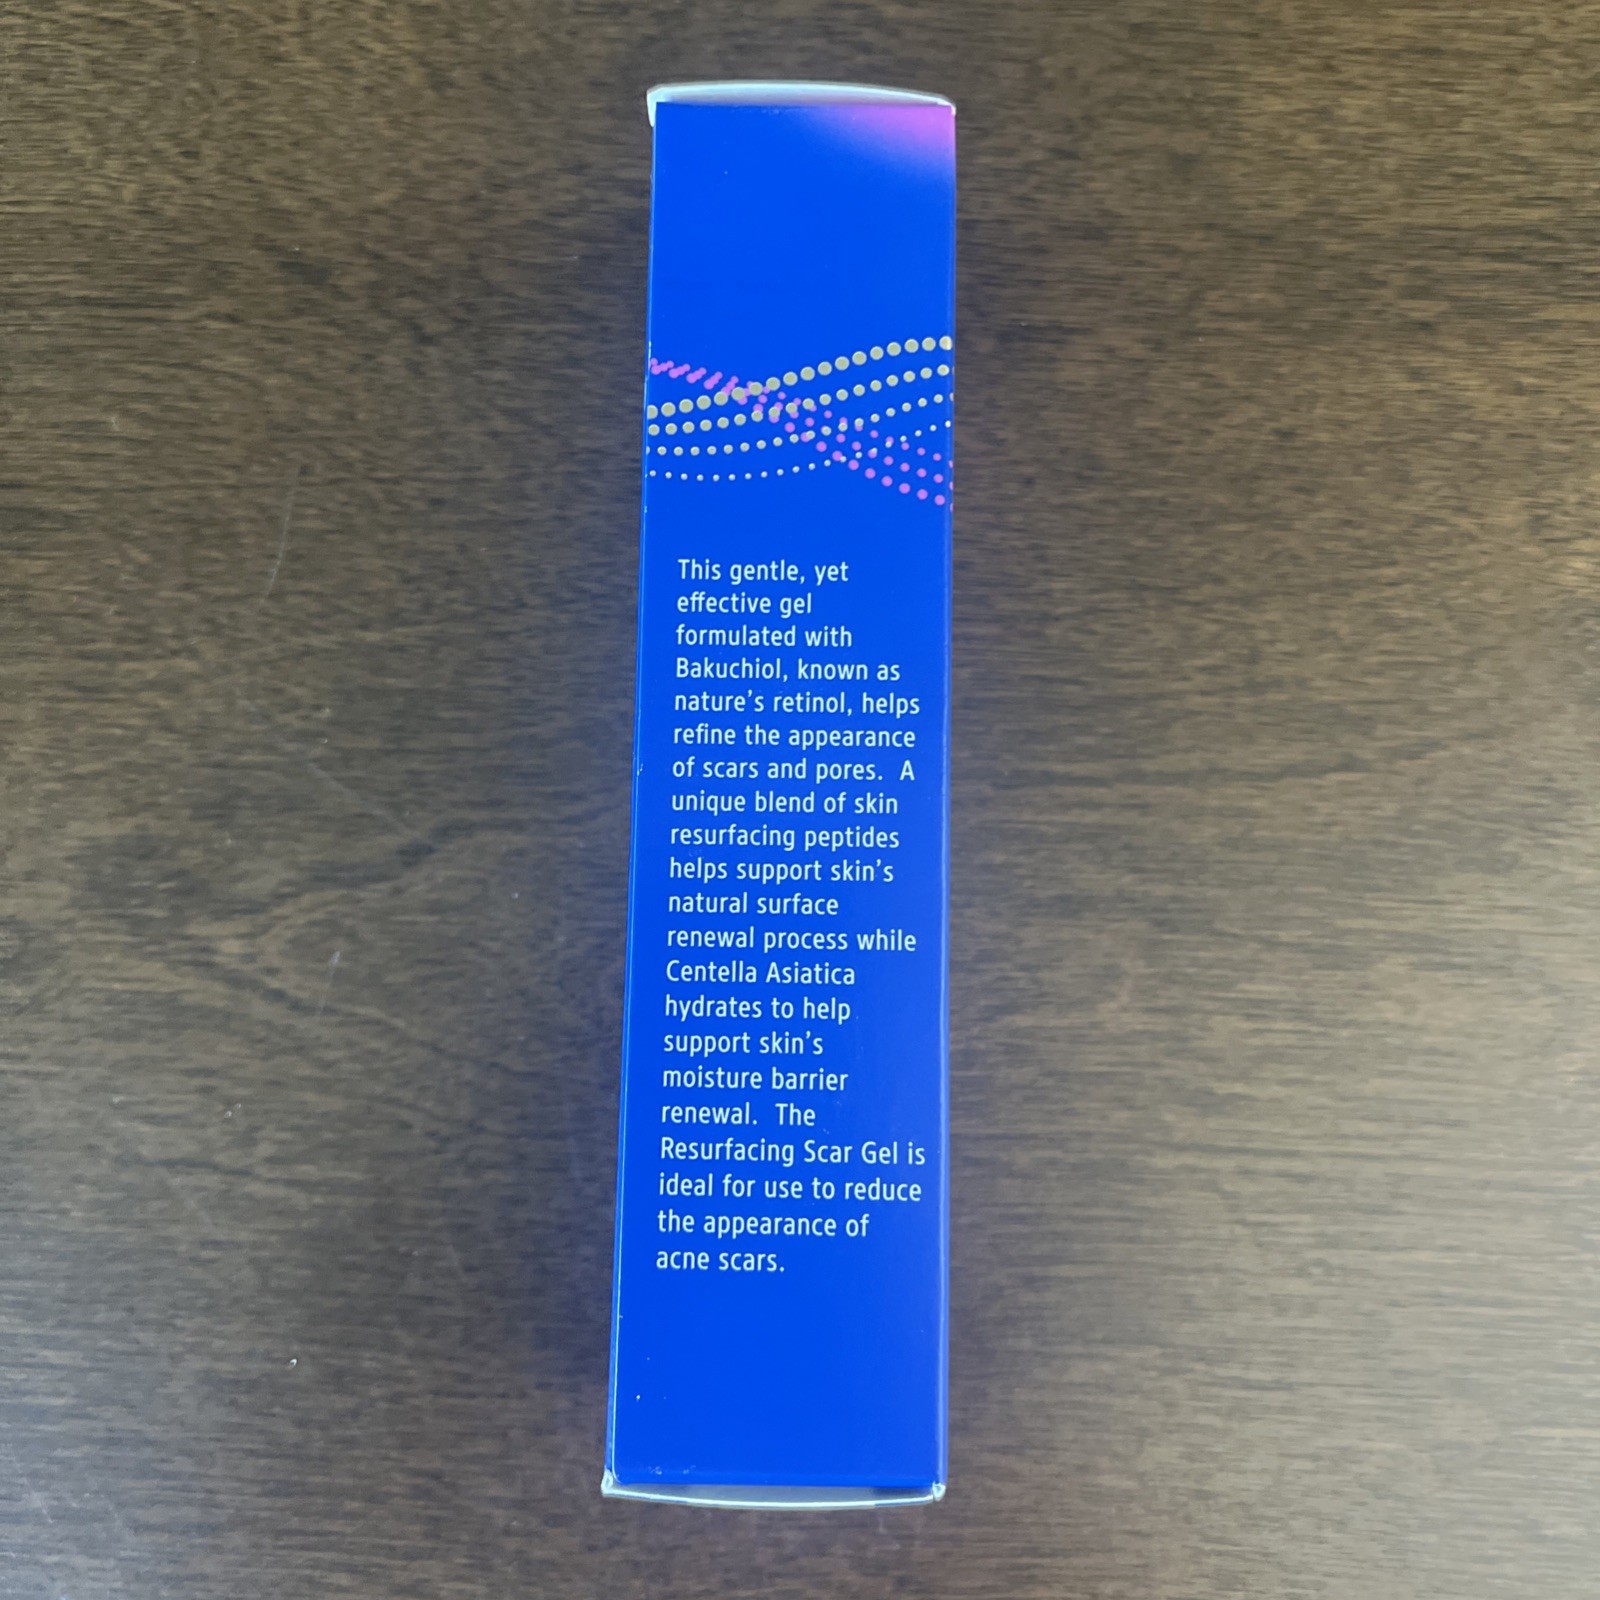 This gentle, yet
effective gel
formulated with
Bakuchiol, known as
nature's retinol, helps
refine the appearance
of scars and pores.  A
unique blend of skin
resurfacing peptides
helps support skin's
natural surface
renewal process while
Centella Asiatica
hydrates to help
support skin's
moisture barrier
renewal.  The
Resurfacing Scar Gel is
ideal for use to reduce
the appearance of
acne scars.